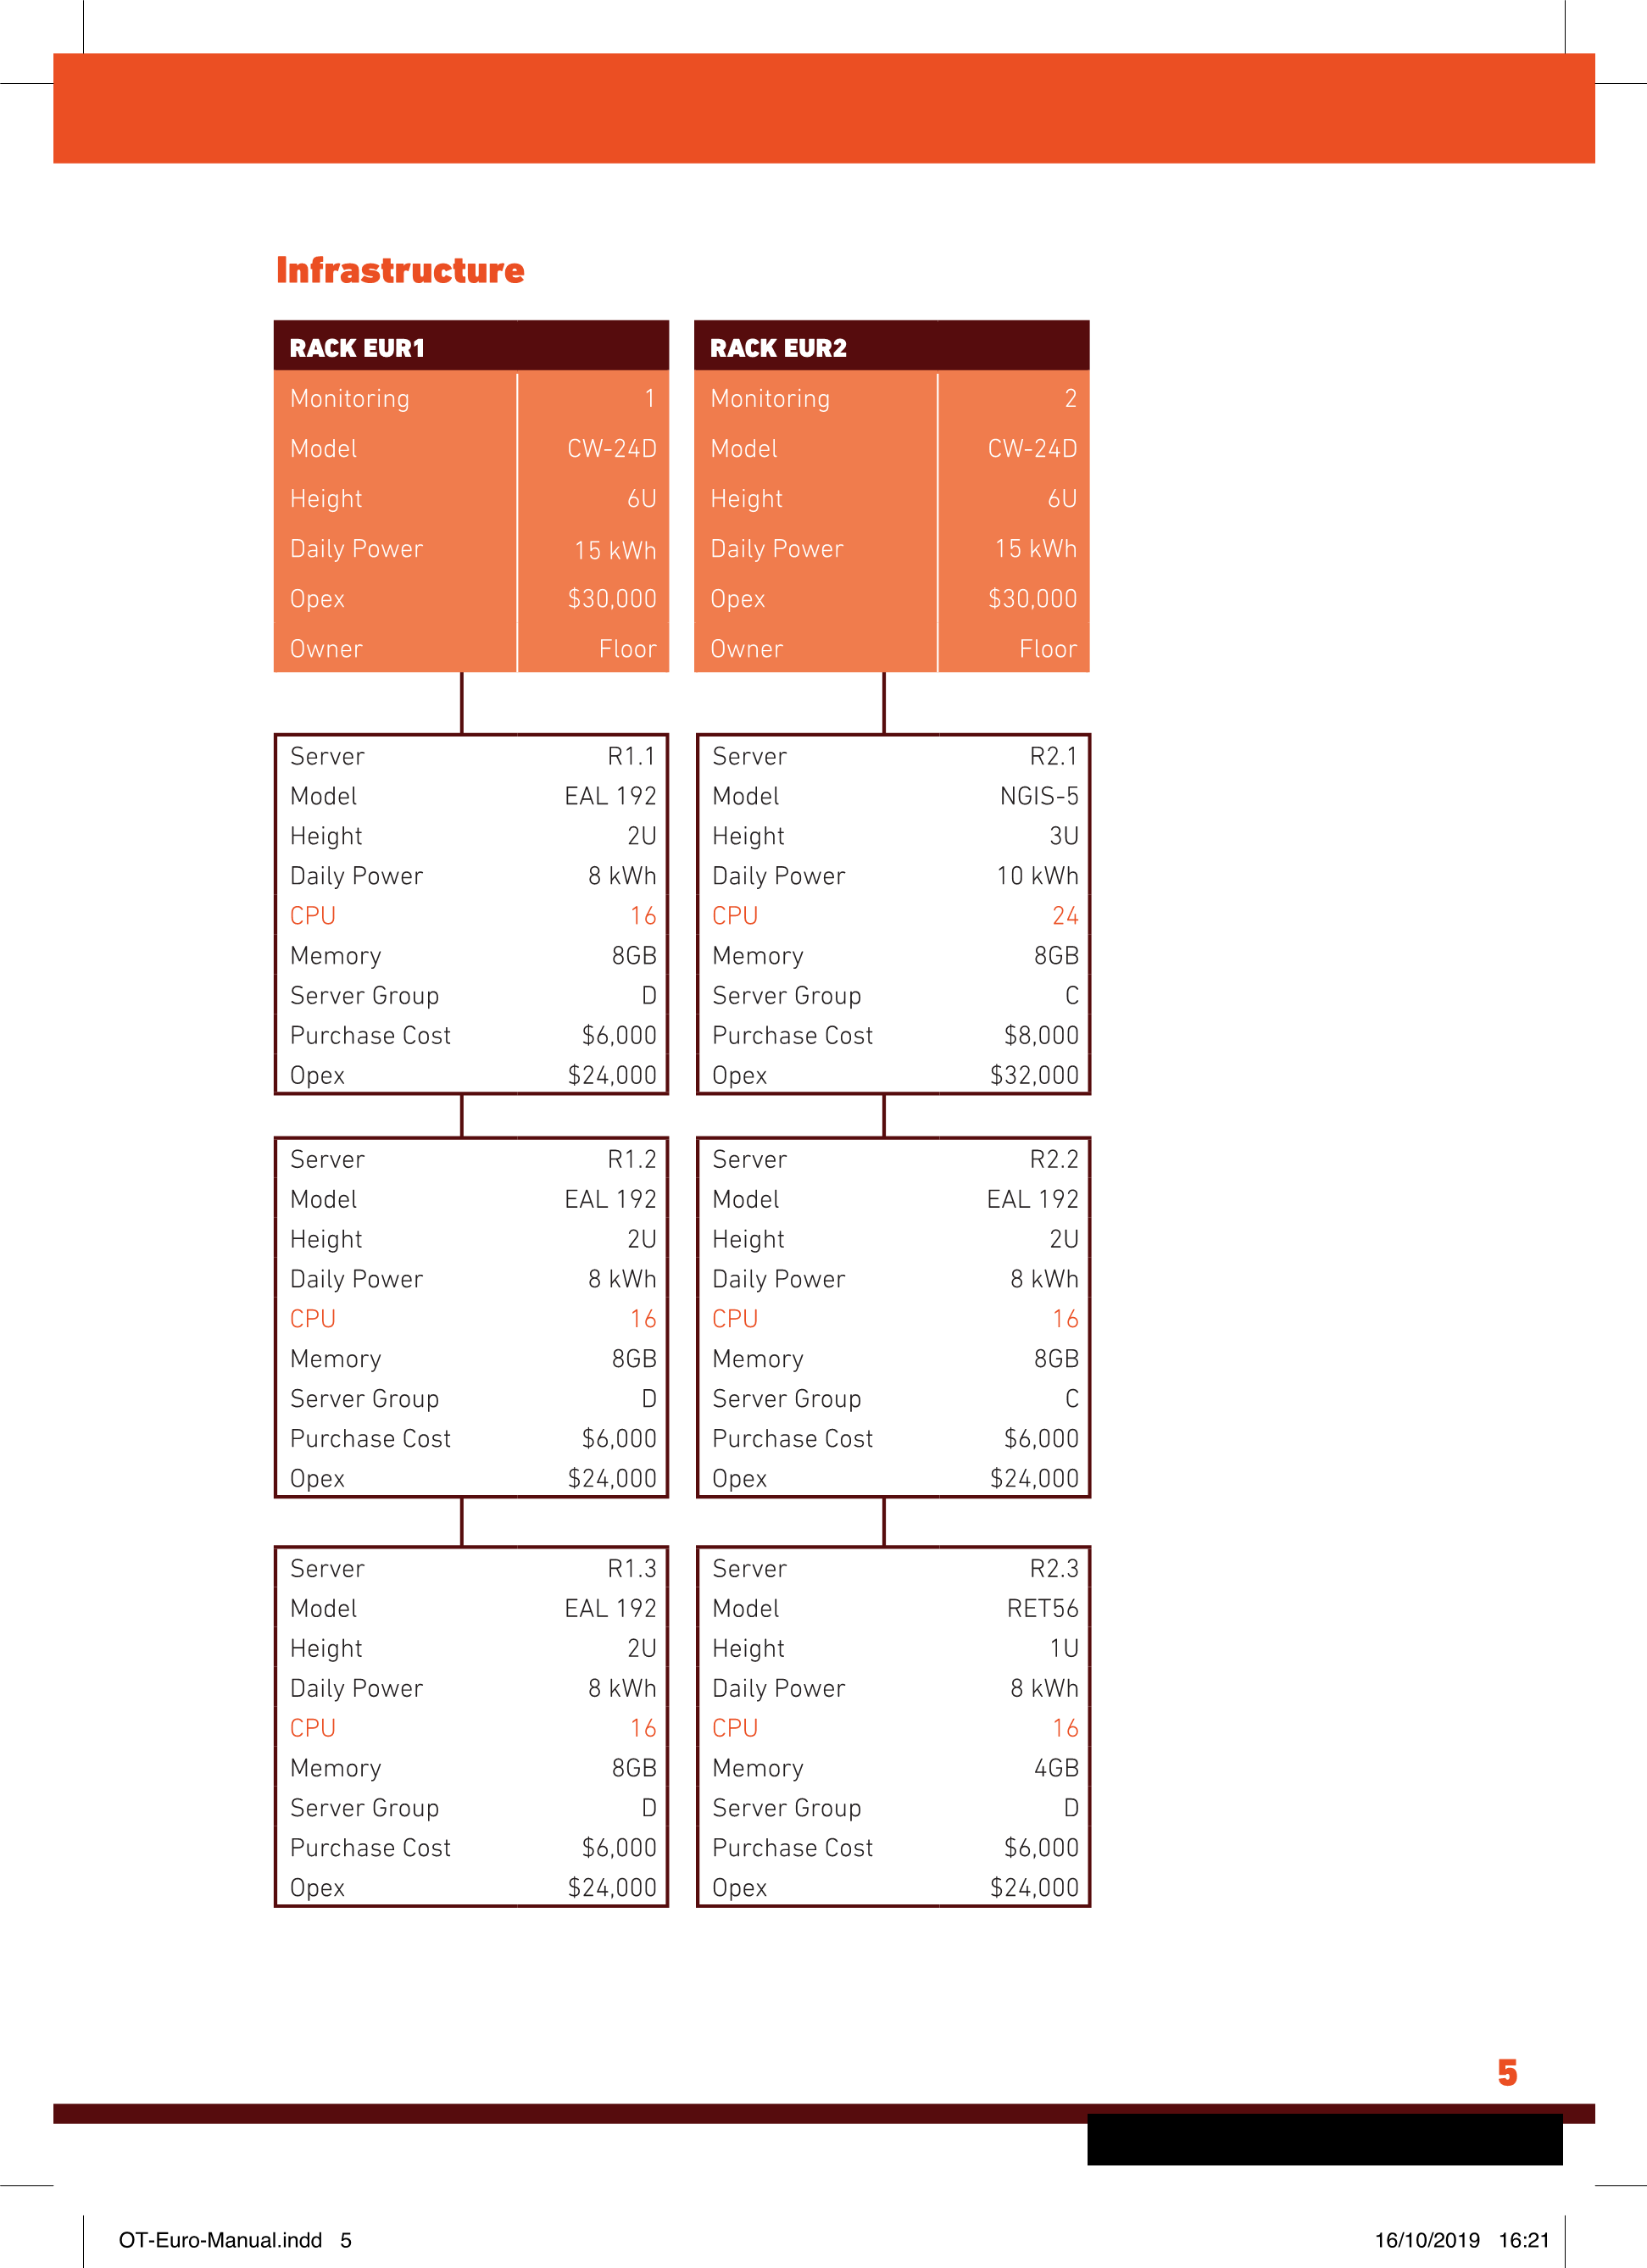 Infrastructure
RACK EUR1
Monitoring 1
Model CW-24D
Height 6U
Daily Power 15 kWh
Opex $30,000
Owner Floor
Server R1.1
Model EAL 192
Height 2U
Daily Power 8 kWh
CPU 16
Memory 8GB
Server Group D
Purchase Cost $6,000
Opex $24,000
Server R1.2
Model EAL 192
Height 2U
Daily Power 8 kWh
CPU 16
Memory 8GB
Server Group D
Purchase Cost $6,000
Opex $24,000
Server R1.3
Model EAL 192
Height 2U
Daily Power 8 kWh
CPU 16
Memory 8GB
Server Group D
Purchase Cost $6,000
Opex $24,000
RACK EUR2
Monitoring 2
Model CW-24D
Height 6U
Daily Power 15 kWh
Opex $30,000
Owner Floor
Server R2.1
Model NGIS-5
Height 3U
Daily Power 10 kWh
CPU 24
Memory 8GB
Server Group C
Purchase Cost $8,000
Opex $32,000
Server R2.2
Model EAL 192
Height 2U
Daily Power 8 kWh
CPU 16
Memory 8GB
Server Group C
Purchase Cost $6,000
Opex $24,000
Server R2.3
Model RET56
Height 1U
Daily Power 8 kWh
CPU 16
Memory 4GB
Server Group D
Purchase Cost $6,000
Opex $24,000
5
OT-Euro-Manual.indd 5
16/10/2019 16:21